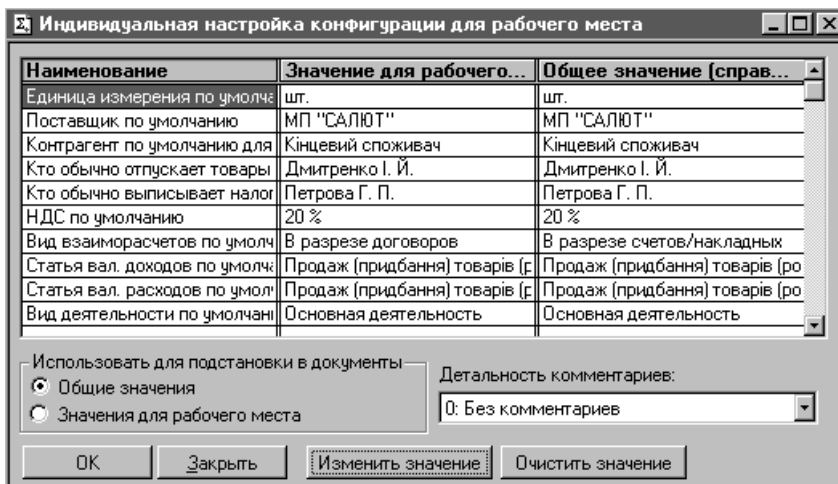 Индивидуальная настройка конфигурации для рабочего места
Наименование Значение для рабочего... Общее значение (справ...
Единица измерения по умолча шт. шт.
Поставщик по умолчанию МП "САЛЮТ" МП "САЛЮТ"
Контрагент по умолчанию для Кінцевий споживач Кінцевий споживач
Кто обычно отпускает товары Дмитренко І. Й. Дмитренко І. Й.
Кто обычно выписывает налог Петрова Г. П. Петрова Г. П.
НДС по умолчанию 20 % 20 %
Вид взаиморасчетов по умолч В разрезе договоров В разрезе счетов/накладных
Статья вал. доходов по умолча Продаж (придбання) товарів (р Продаж (придбання) товарів (ро
Статья вал. расходов по умол Продаж (придбання) товарів (р Продаж (придбання) товарів (ро
Вид деятельности по умолчани Основная деятельность Основная деятельность
Использовать для подстановки в документы
Общие значения
Значения для рабочего места
Детальность комментариев:
0: Без комментариев
OK Закрыть Изменить значение Очистить значение